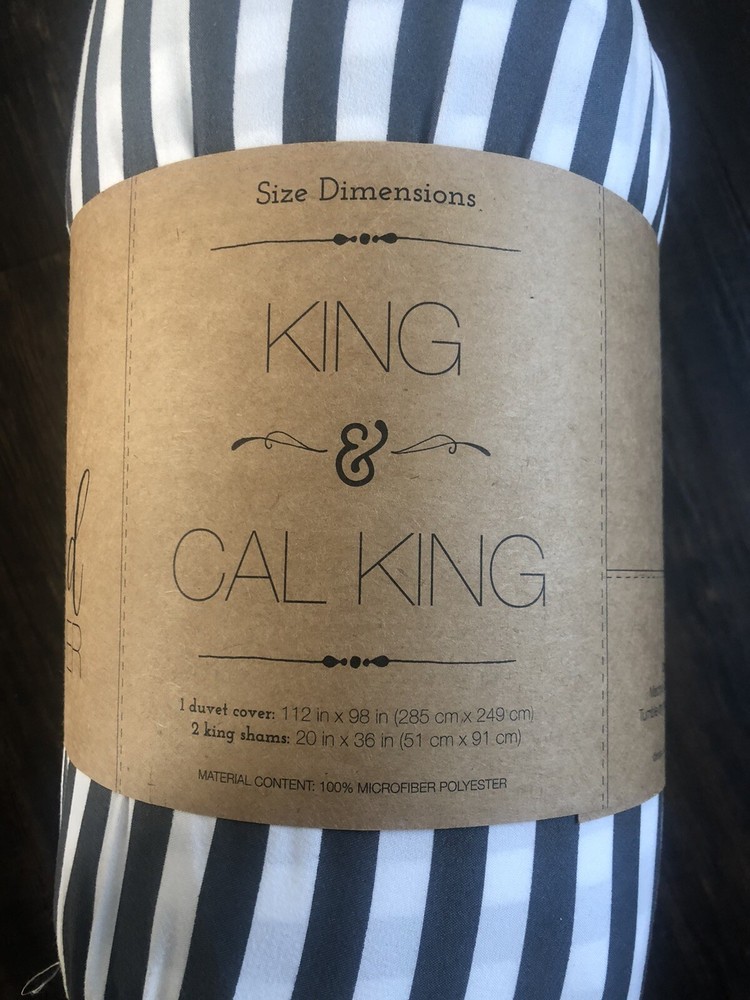 Size Dimensions
KING
&
CAL KING
1 duvet cover: 112 in x 98 in (285 cm x 249 cm)
2 king shams: 20 in x 36 in (51 cm x 91 cm)
MATERIAL CONTENT: 100% MICROFIBER POLYESTER